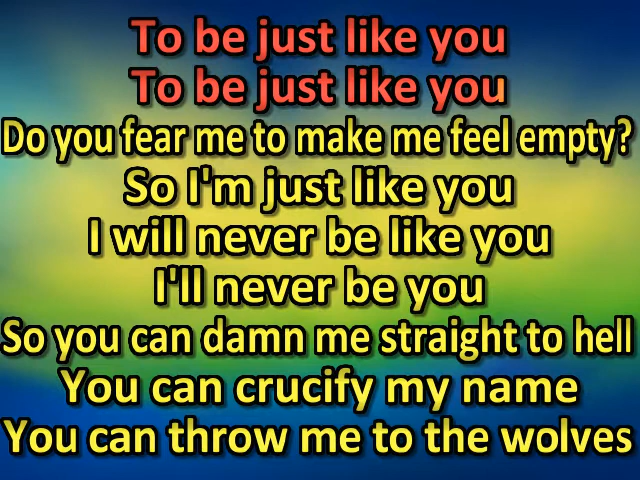 To be just like you
To be just like you
Do you fear me to make me feel empty?
So I'm just like you
I will never be like you
I'll never be you
So you can damn me straight to hell
You can crucify my name
You can throw me to the wolves